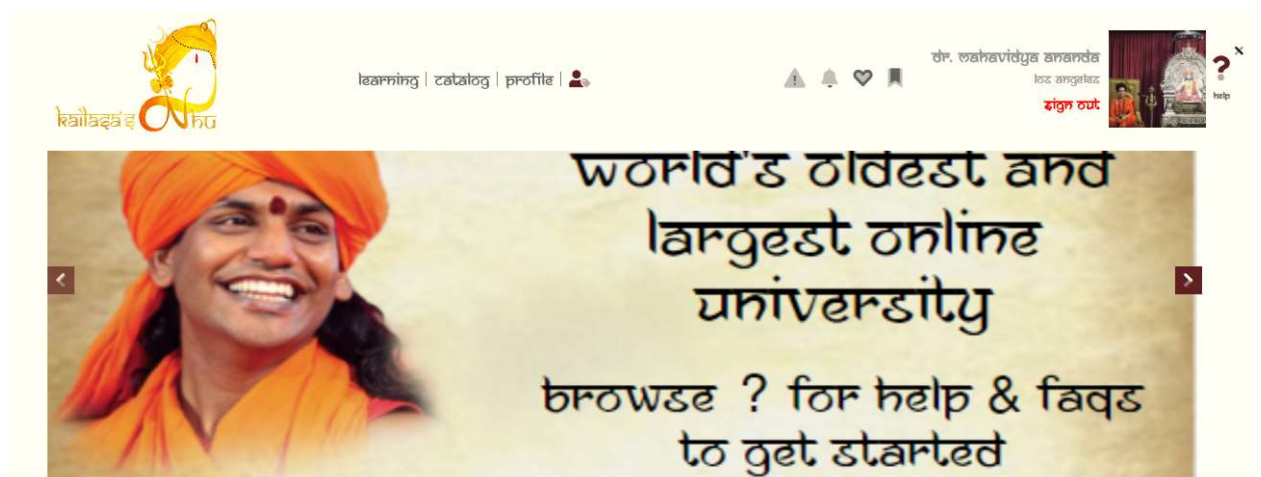 kailasa's Nhu
learning | catalog | profile |
dr. mahavidya ananda
los angeles
sign out
?
help
world's oldest and
largest online
university
browse ? for help & faqs
to get started